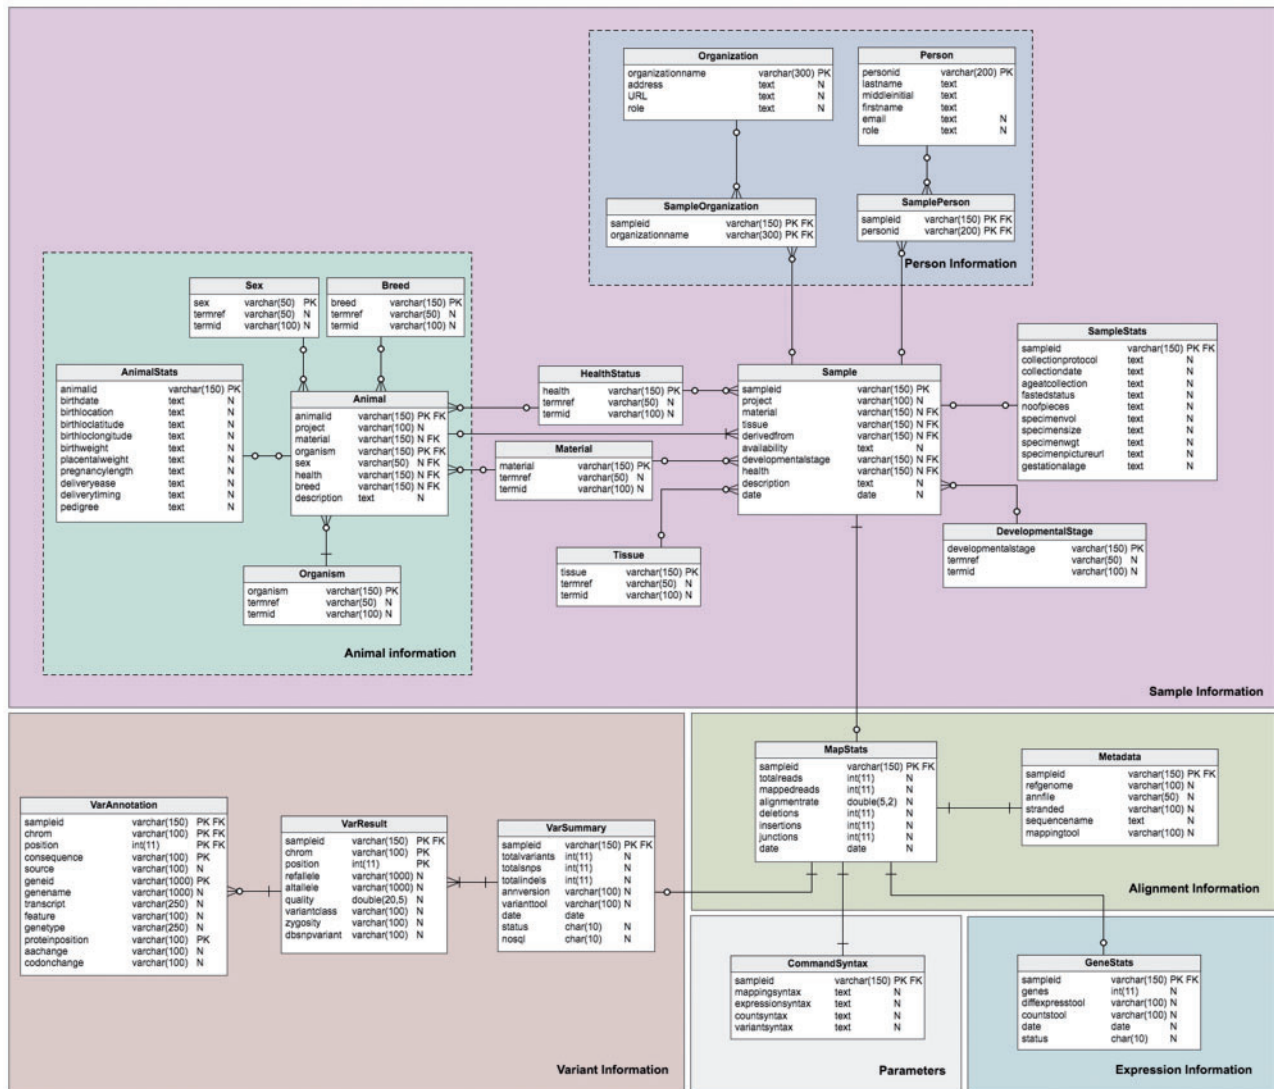 Organization
organizationname varchar(300) PK
address text N
URL text N
role text N
Person
personid varchar(200) PK
lastname text
middleinitial text
firstname text
email text N
role text N
SampleOrganization
sampleid varchar(150) PK FK
organizationname varchar(300) PK FK
SamplePerson
sampleid varchar(150) PK FK
personid varchar(200) PK FK
Person Information
Sex
sex varchar(50) PK
termref varchar(50) N
termid varchar(100) N
Breed
breed varchar(150) PK
termref varchar(50) N
termid varchar(100) N
AnimalStats
animalid varchar(150) PK
birthdate text N
birthlocation text N
birthloclatitude text N
birthloclongitude text N
birthweight text N
placentalweight text N
pregnancylength text N
deliveryease text N
deliverytiming text N
pedigree text N
Animal
animalid varchar(150) PK FK
project varchar(100) N
material varchar(150) N FK
organism varchar(150) PK FK
sex varchar(50) N FK
health varchar(150) N FK
breed varchar(150) N FK
description text N
Organism
organism varchar(150) PK
termref varchar(50) N
termid varchar(100) N
Animal information
HealthStatus
health varchar(150) PK
termref varchar(50) N
termid varchar(100) N
Material
material varchar(150) PK
termref varchar(50) N
termid varchar(100) N
Tissue
tissue varchar(150) PK
termref varchar(50) N
termid varchar(100) N
Sample
sampleid varchar(150) PK
project varchar(100) N
material varchar(150) N FK
tissue varchar(150) N FK
derivedfrom varchar(150) N FK
availability text N
developmentalstage varchar(150) N FK
health varchar(150) N FK
description text N
date date N
SampleStats
sampleid varchar(150) PK FK
collectionprotocol text N
collectiondate text N
ageatcollection text N
fastedstatus text N
noofpieces text N
specimenvol text N
specimensize text N
specimenwgt text N
specimenpictureurl text N
gestationalage text N
DevelopmentalStage
developmentalstage varchar(150) PK
termref varchar(50) N
termid varchar(100) N
Sample Information
VarAnnotation
sampleid varchar(150) PK FK
chrom varchar(100) PK FK
position int(11) PK FK
consequence varchar(100) PK
source varchar(100) N
geneid varchar(1000) PK
genename varchar(1000) N
transcript varchar(250) N
feature varchar(100) N
genetype varchar(250) N
proteinposition varchar(100) PK
aachange varchar(100) N
codonchange varchar(100) N
VarResult
sampleid varchar(150) PK FK
chrom varchar(100) PK
position int(11) PK
refallele varchar(1000) N
altallele varchar(1000) N
quality double(20,5) N
variantclass varchar(100) N
zygosity varchar(100) N
dbsnpvariant varchar(100) N
VarSummary
sampleid varchar(150) PK FK
totalvariants int(11) N
totalsnps int(11) N
totalindels int(11) N
annversion varchar(100) N
varianttool varchar(100) N
date date
status char(10) N
nosql char(10) N
Variant Information
MapStats
sampleid varchar(150) PK FK
totalreads int(11) N
mappedreads int(11) N
alignmentrate double(5,2) N
deletions int(11) N
insertions int(11) N
junctions int(11) N
date date N
Metadata
sampleid varchar(150) PK FK
refgenome varchar(100) N
annfile varchar(50) N
stranded varchar(100) N
sequencename text N
mappingtool varchar(100) N
Alignment Information
CommandSyntax
sampleid varchar(150) PK FK
mappingsyntax text N
expressionsyntax text N
countsyntax text N
variantsyntax text N
Parameters
GeneStats
sampleid varchar(150) PK FK
genes int(11) N
diffexpresstool varchar(100) N
countstool varchar(100) N
date date N
status char(10) N
Expression Information